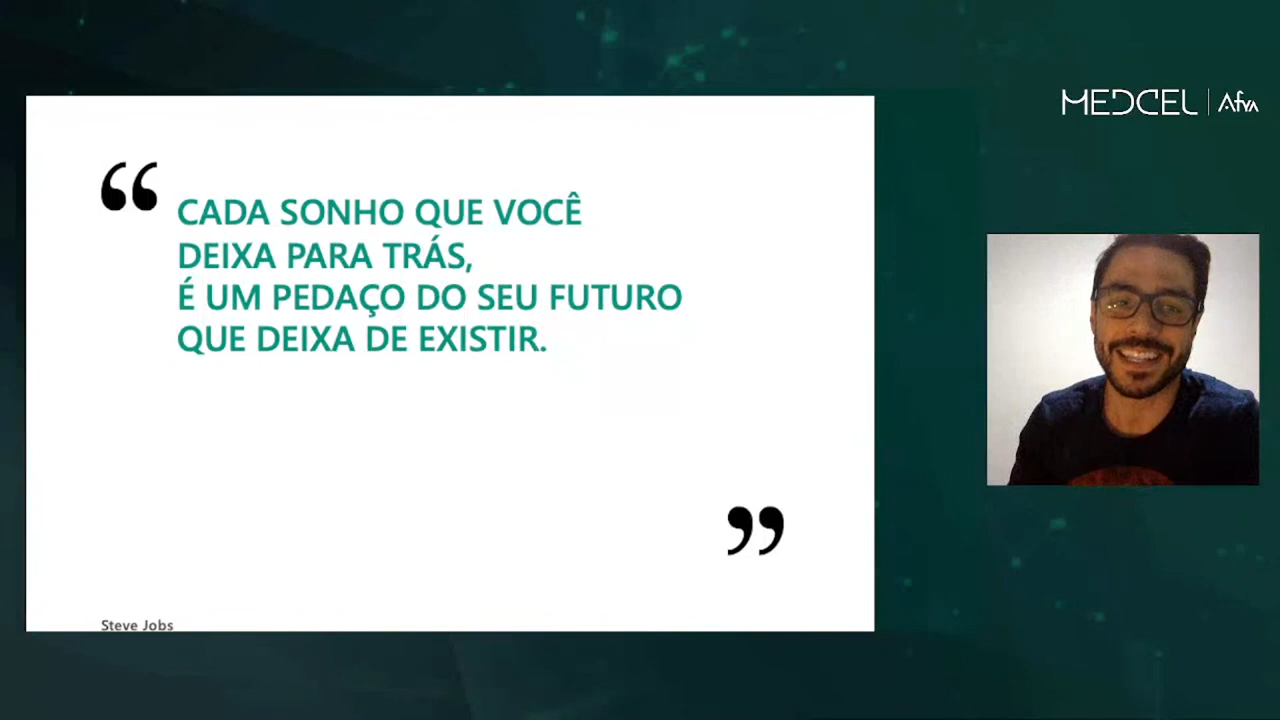 MEDCEL | Afya
“ CADA SONHO QUE VOCÊ
DEIXA PARA TRÁS,
É UM PEDAÇO DO SEU FUTURO
QUE DEIXA DE EXISTIR.
”
Steve Jobs